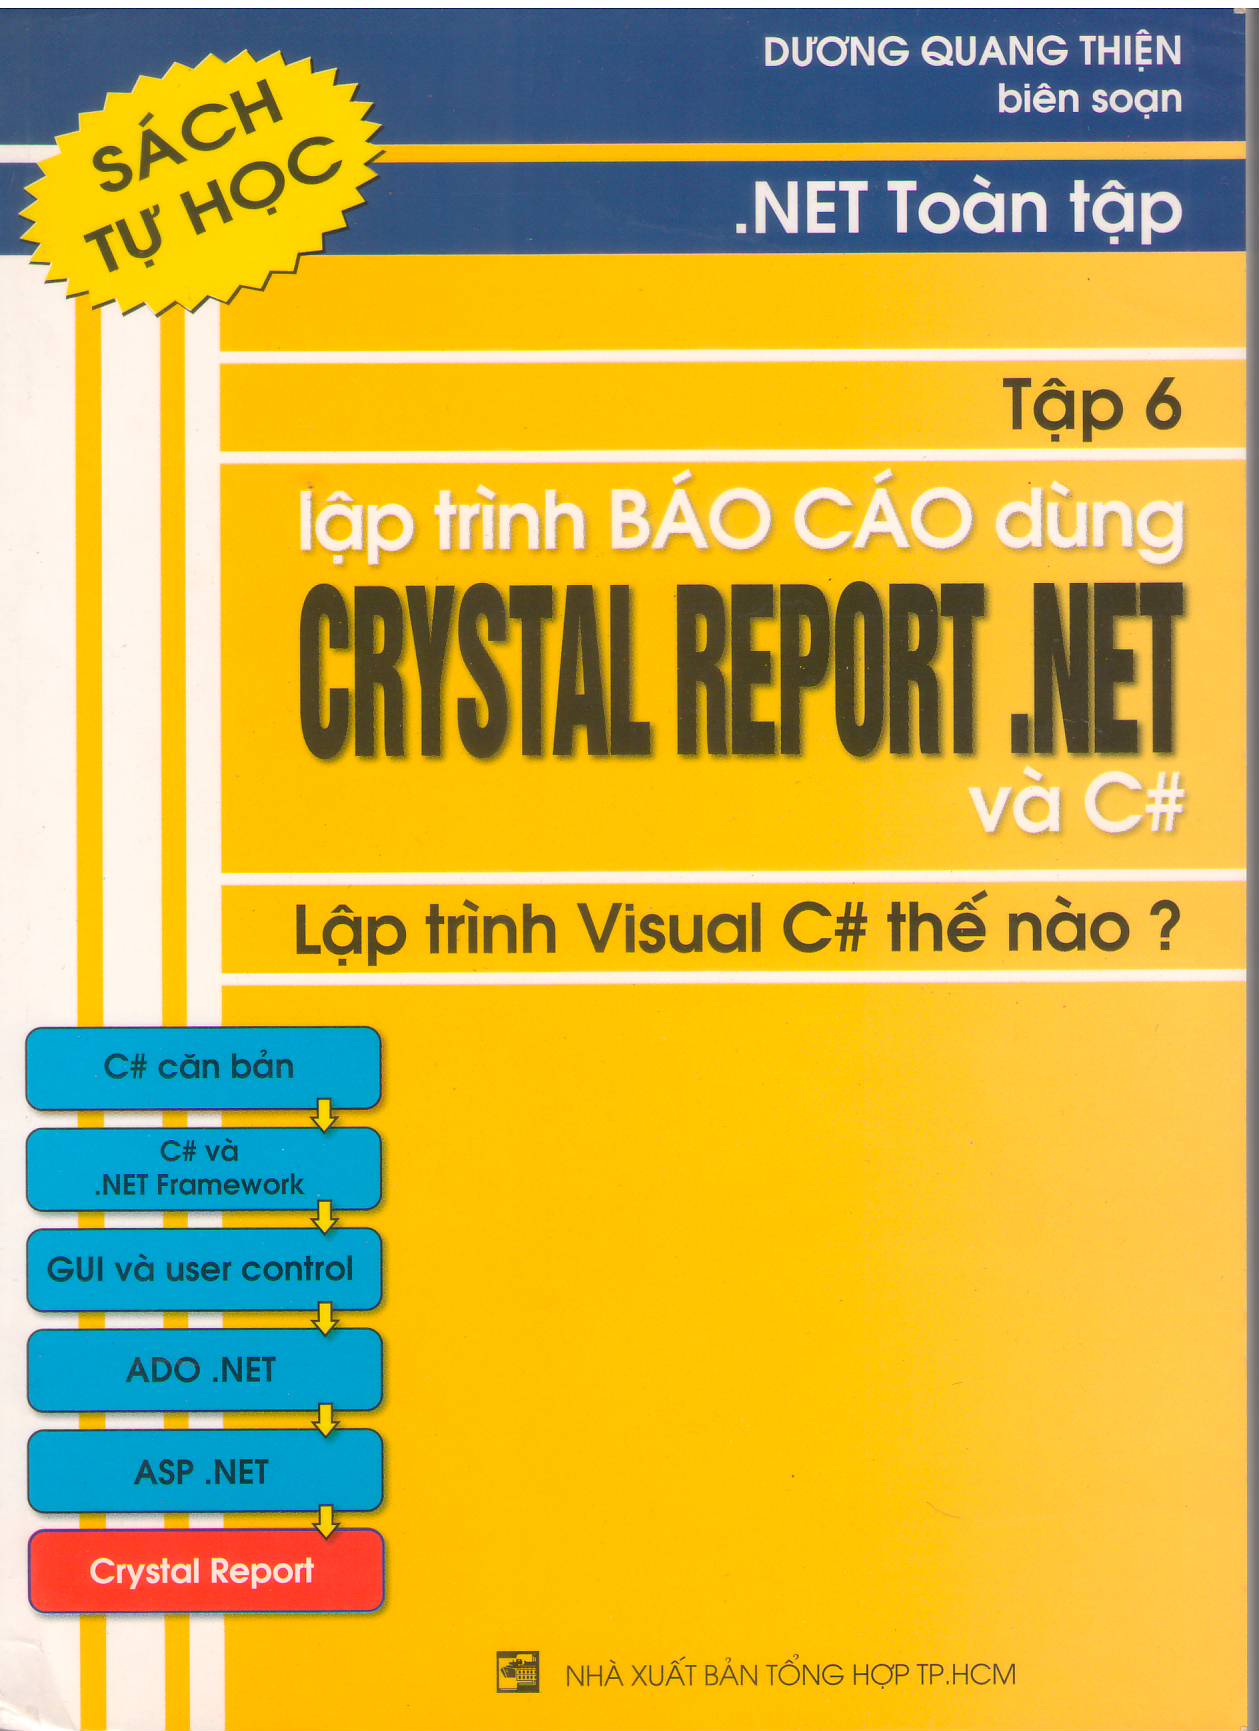 DƯƠNG QUANG THIỆN
biên soạn
SÁCH
TỰ HỌC
.NET Toàn tập
Tập 6
lập trình BÁO CÁO dùng
CRYSTAL REPORT .NET
và C#
Lập trình Visual C# thế nào ?
C# căn bản
C# và
.NET Framework
GUI và user control
ADO .NET
ASP .NET
Crystal Report
NHÀ XUẤT BẢN TỔNG HỢP TP.HCM